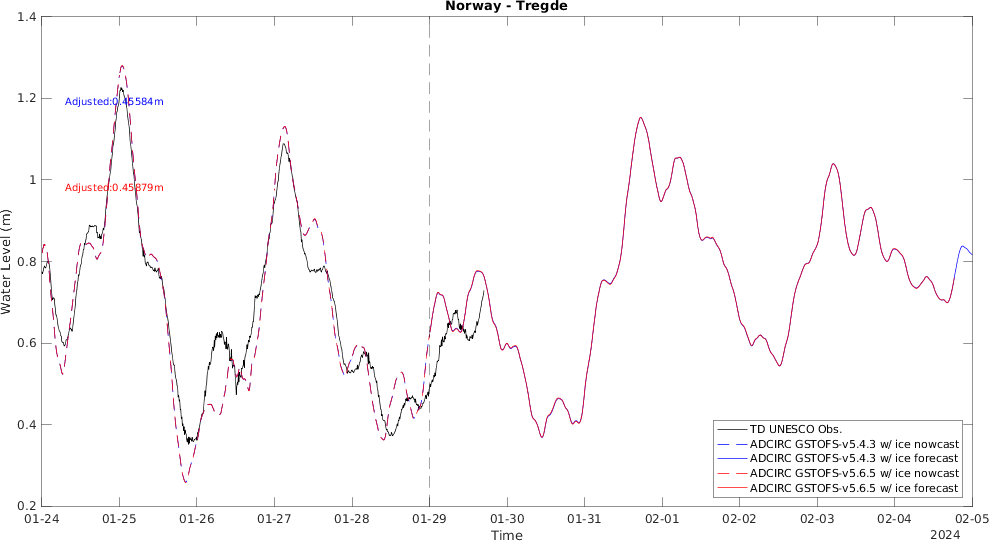 Norway - Tregde
1.4
1.2
1
0.8
0.6
0.4
0.2
Water Level (m)
Adjusted:0.45584m
Adjusted:0.45879m
TD UNESCO Obs.
ADCIRC GSTOFS-v5.4.3 w/ ice nowcast
ADCIRC GSTOFS-v5.4.3 w/ ice forecast
ADCIRC GSTOFS-v5.6.5 w/ ice nowcast
ADCIRC GSTOFS-v5.6.5 w/ ice forecast
01-24 01-25 01-26 01-27 01-28 01-29 01-30 01-31 02-01 02-02 02-03 02-04 02-05
Time
2024